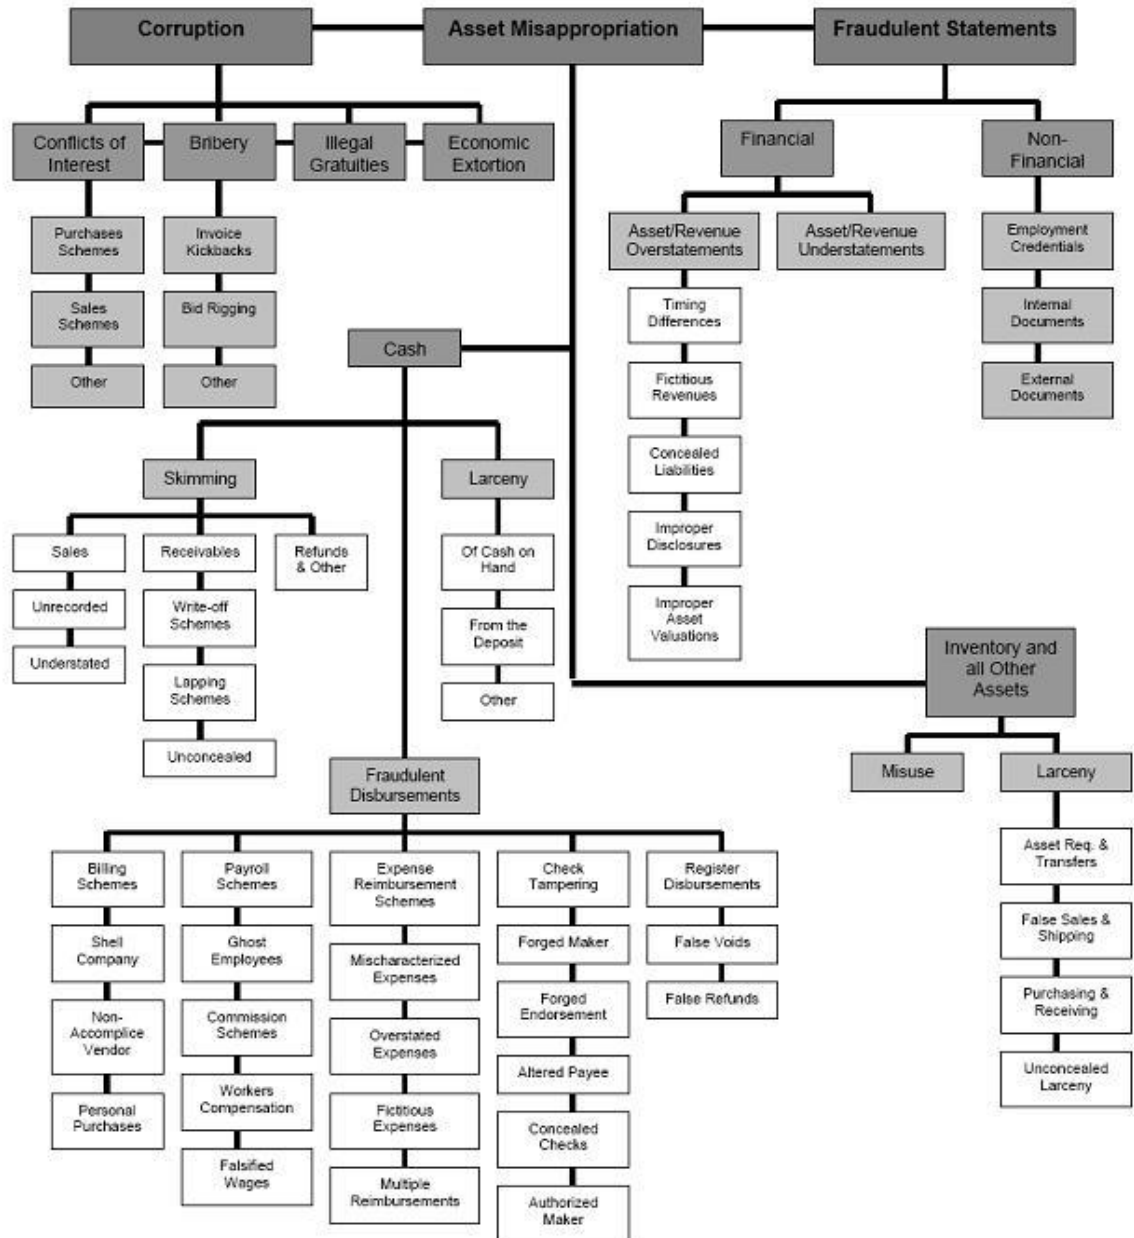 Corruption
Asset Misappropriation
Fraudulent Statements
Conflicts of
Interest
Bribery
Illegal
Gratuities
Economic
Extortion
Financial
Non-
Financial
Purchases
Schemes
Sales
Schemes
Other
Invoice
Kickbacks
Bid Rigging
Other
Asset/Revenue
Overstatements
Asset/Revenue
Understatements
Employment
Credentials
Internal
Documents
External
Documents
Timing
Differences
Fictitious
Revenues
Concealed
Liabilities
Improper
Disclosures
Improper
Asset
Valuations
Cash
Skimming
Larceny
Sales
Unrecorded
Understated
Receivables
Write-off
Schemes
Lapping
Schemes
Unconcealed
Refunds
& Other
Of Cash on
Hand
From the
Deposit
Other
Inventory and
all Other
Assets
Misuse
Larceny
Asset Req. &
Transfers
False Sales &
Shipping
Purchasing &
Receiving
Unconcealed
Larceny
Fraudulent
Disbursements
Billing
Schemes
Shell
Company
Non-
Accomplice
Vendor
Personal
Purchases
Payroll
Schemes
Ghost
Employees
Commission
Schemes
Workers
Compensation
Falsified
Wages
Expense
Reimbursement
Schemes
Mischaracterized
Expenses
Overstated
Expenses
Fictitious
Expenses
Multiple
Reimbursements
Check
Tampering
Forged Maker
Forged
Endorsement
Altered Payee
Concealed
Checks
Authorized
Maker
Register
Disbursements
False Voids
False Refunds